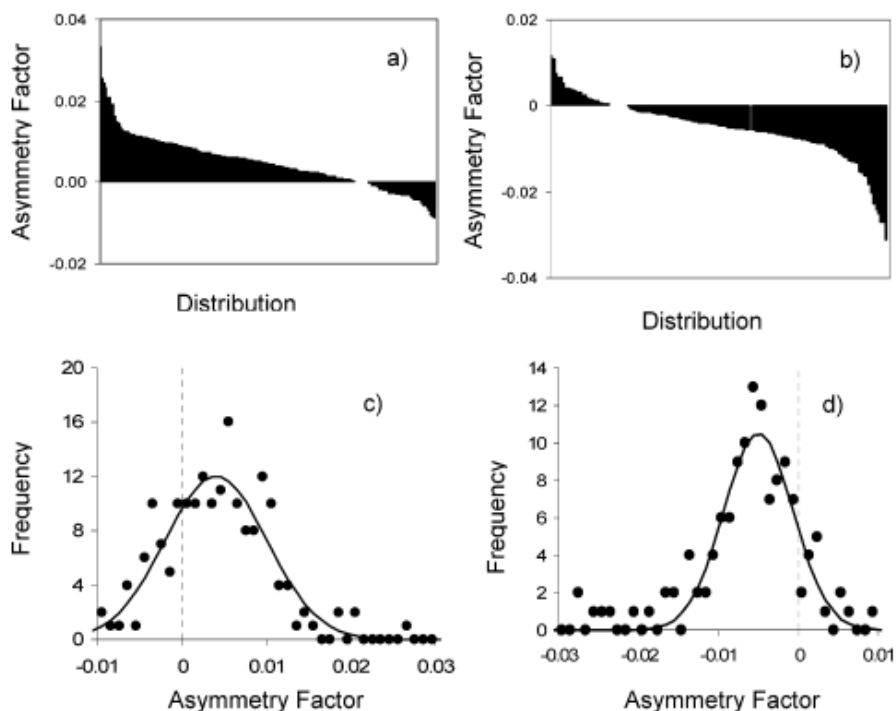 0.04
0.02
0.00
-0.02
Asymmetry Factor
a)
Distribution
0.02
0
-0.02
-0.04
Asymmetry Factor
b)
Distribution
20
16
12
8
4
0
Frequency
c)
-0.01 0 0.01 0.02 0.03
Asymmetry Factor
14
12
10
8
6
4
2
0
Frequency
d)
-0.03 -0.02 -0.01 0 0.01
Asymmetry Factor